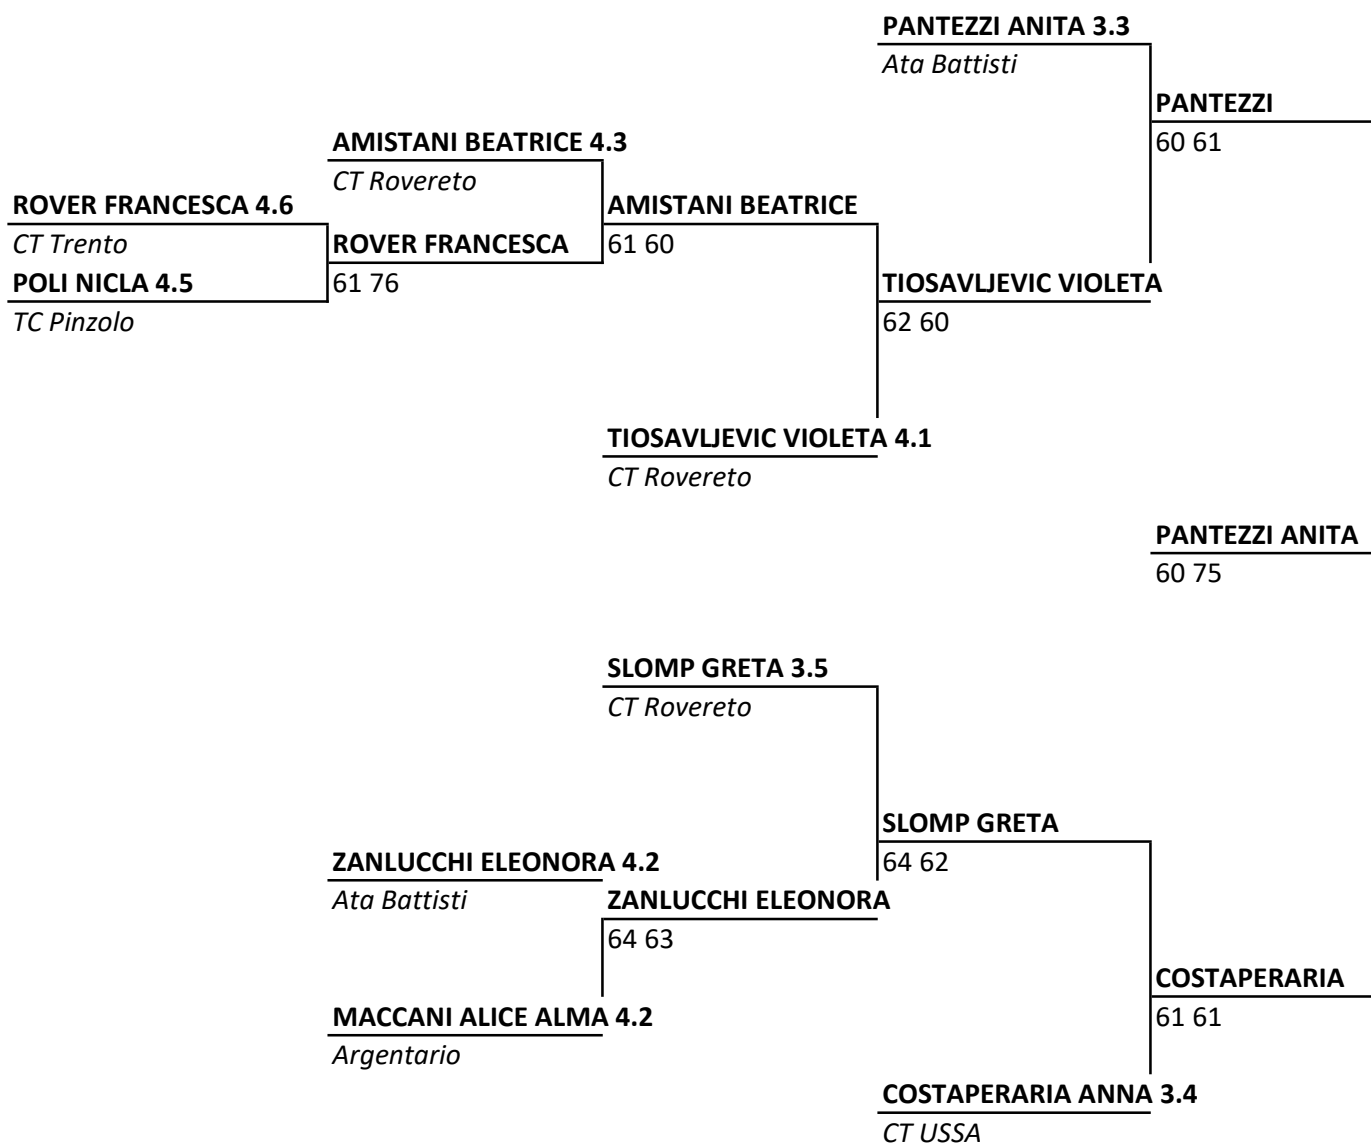 PANTEZZI ANITA 3.3
Ata Battisti
PANTEZZI
60 61
AMISTANI BEATRICE 4.3
CT Rovereto
ROVER FRANCESCA 4.6
AMISTANI BEATRICE
CT Trento
ROVER FRANCESCA
61 60
POLI NICLA 4.5
61 76
TIOSAVLJEVIC VIOLETA
TC Pinzolo
62 60
TIOSAVLJEVIC VIOLETA 4.1
CT Rovereto
PANTEZZI ANITA
60 75
SLOMP GRETA 3.5
CT Rovereto
SLOMP GRETA
ZANLUCCHI ELEONORA 4.2
64 62
Ata Battisti
ZANLUCCHI ELEONORA
64 63
COSTAPERARIA
MACCANI ALICE ALMA 4.2
61 61
Argentario
COSTAPERARIA ANNA 3.4
CT USSA